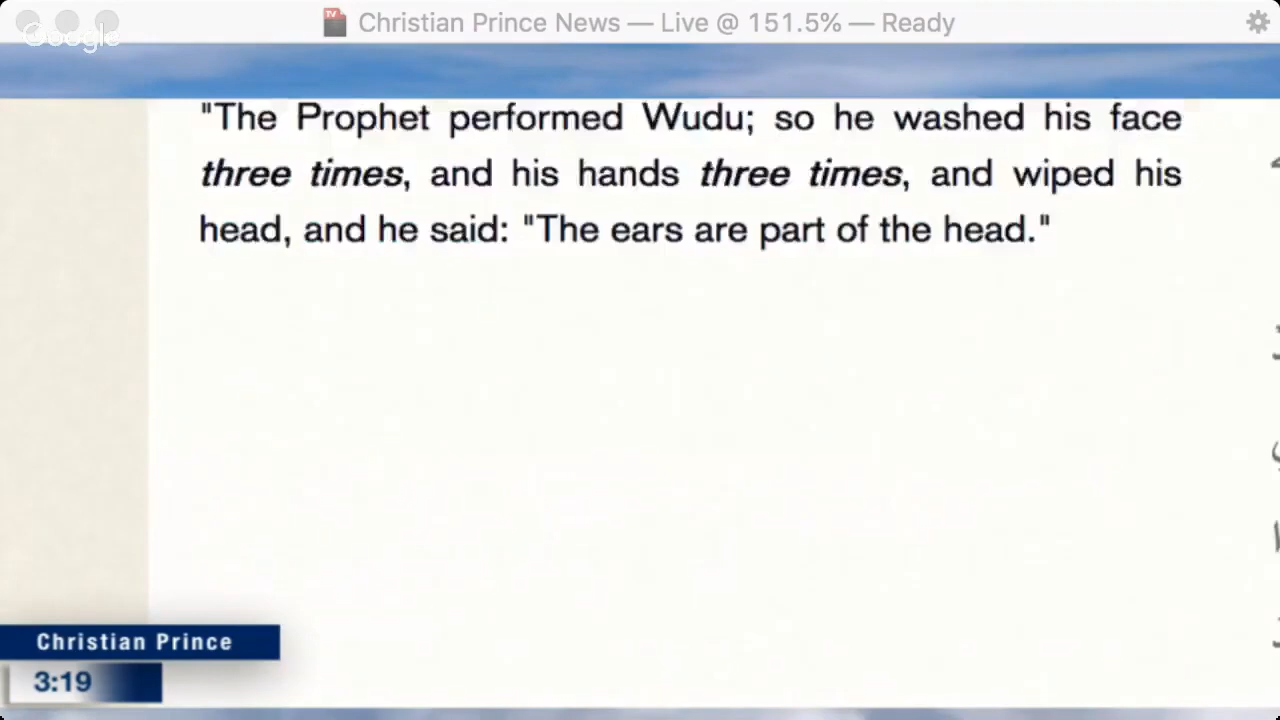 Christian Prince News — Live @ 151.5% — Ready
Google
"The Prophet performed Wudu; so he washed his face
three times, and his hands three times, and wiped his
head, and he said: "The ears are part of the head."
Christian Prince
3:19